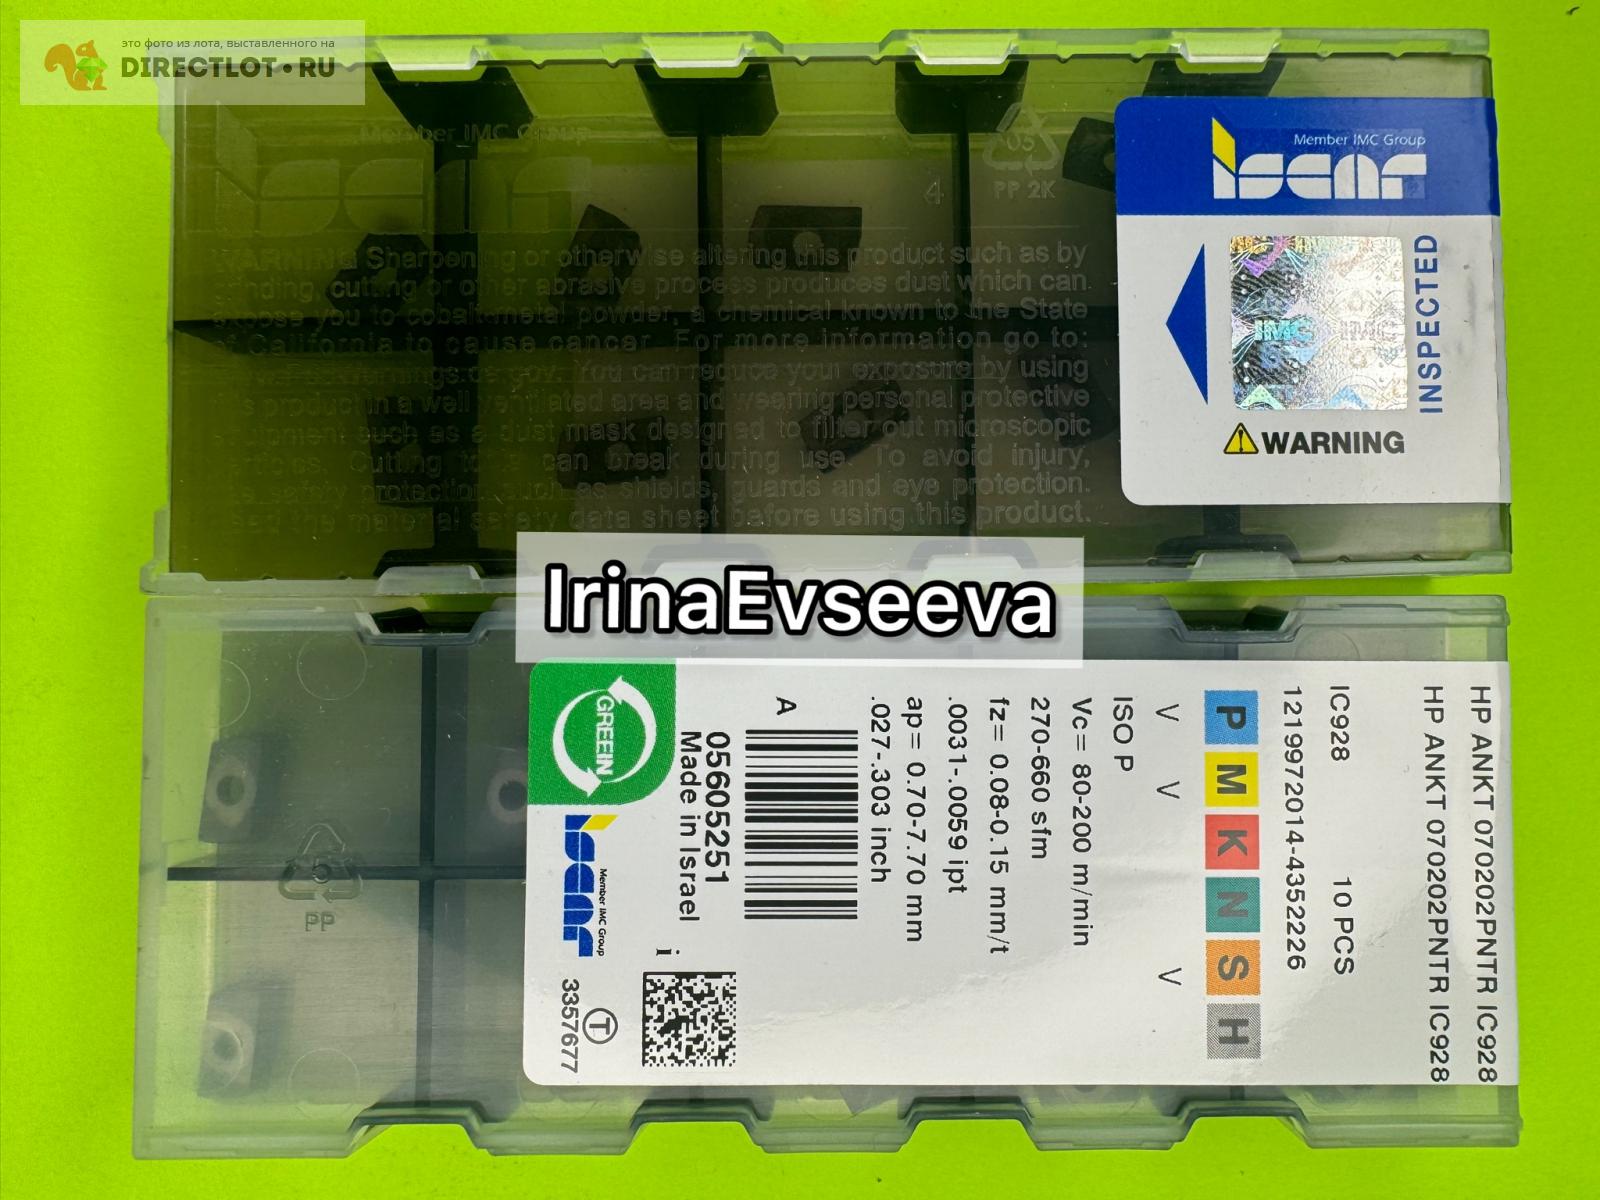 это фото из лота, выставленного на
DIRECTLOT.RU
Member IMC Group
ISCAR
05
PP 2K
4
WARNING Sharpening or otherwise altering this product such as by
grinding, cutting or other abrasive process produces dust which can
expose you to cobalt metal powder, a chemical known to the State
of California to cause cancer. For more information go to:
You can reduce your exposure by using
this product in a well ventilated area and wearing personal protective
equipment such as a dust mask designed to filter out microscopic
particles. Cutting tools can break during use. To avoid injury,
use safety protection such as shields, guards and eye protection.
Read the material safety data sheet before using this product.
Member IMC Group
ISCAR
INSPECTED
IMC IMC
WARNING
IrinaEvseeva
HP ANKT 070202PNTR IC928
HP ANKT 070202PNTR IC928
IC928 10 PCS
1219972014-4352226
P M K N S H
V V V
ISO P
Vc= 80-200 m/min
270-660 sfm
fz= 0.08-0.15 mm/t
.0031-.0059 ipt
ap= 0.70-7.70 mm
.027-.303 inch
A
05605251
Made in Israel
i
GREEN
Member IMC Group
ISCAR
T
3357677
5
PP